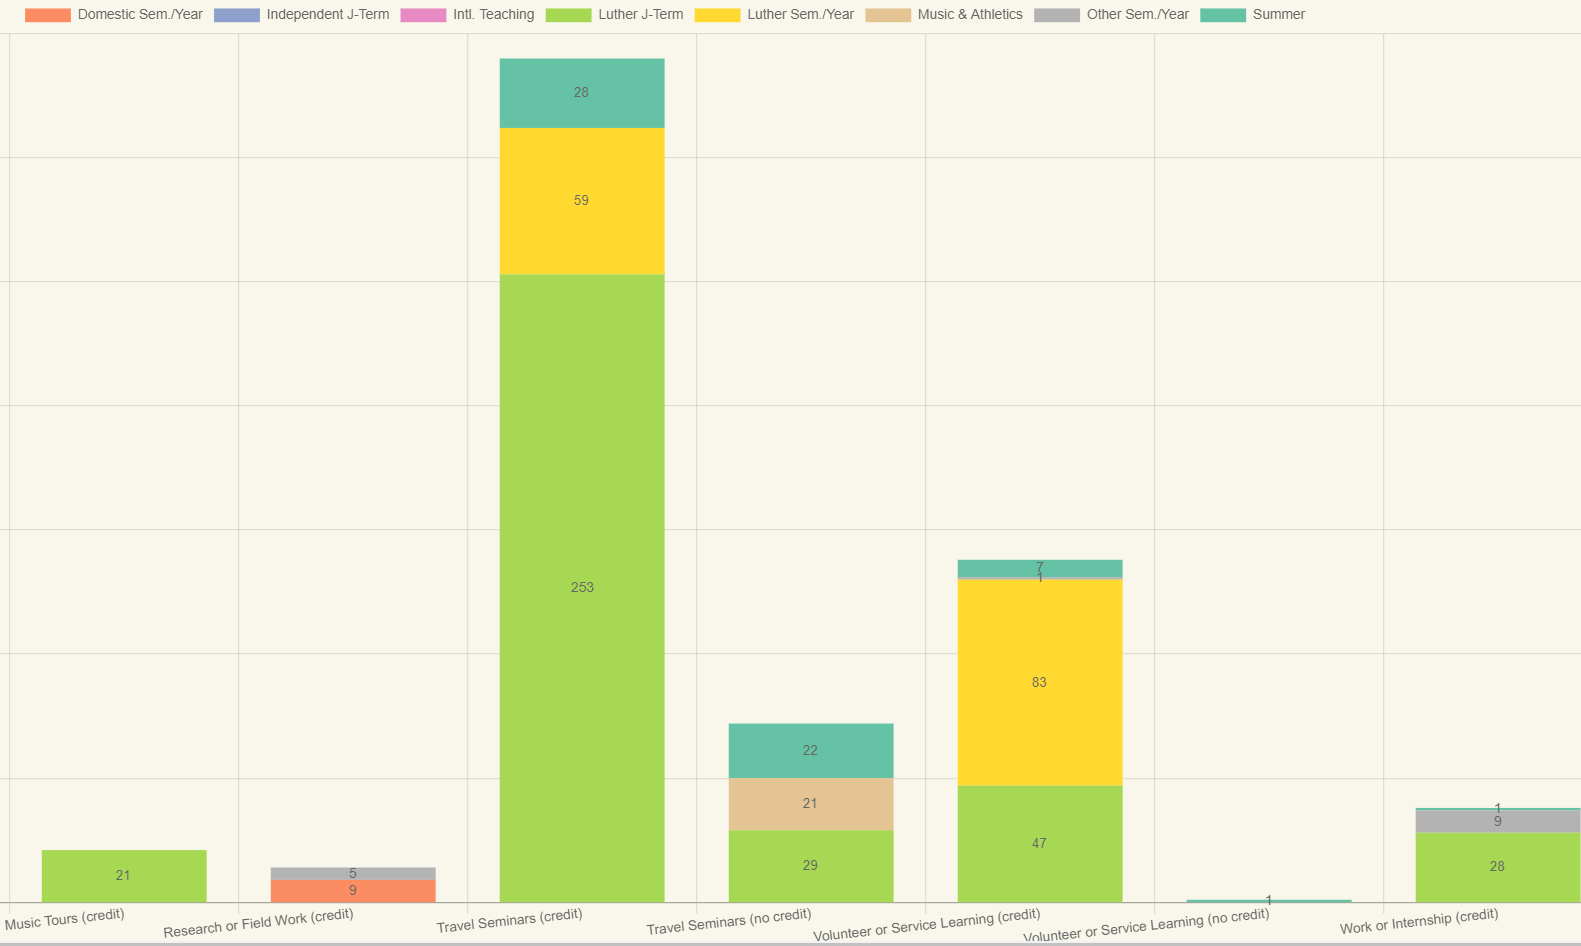 Domestic Sem./Year Independent J-Term Intl. Teaching Luther J-Term Luther Sem./Year Music & Athletics Other Sem./Year Summer
28
59
253
22
21
29
7
1
83
47
21
5
9
1
1
9
28
Music Tours (credit)
Research or Field Work (credit)
Travel Seminars (credit)
Travel Seminars (no credit)
Volunteer or Service Learning (credit)
Volunteer or Service Learning (no credit)
Work or Internship (credit)